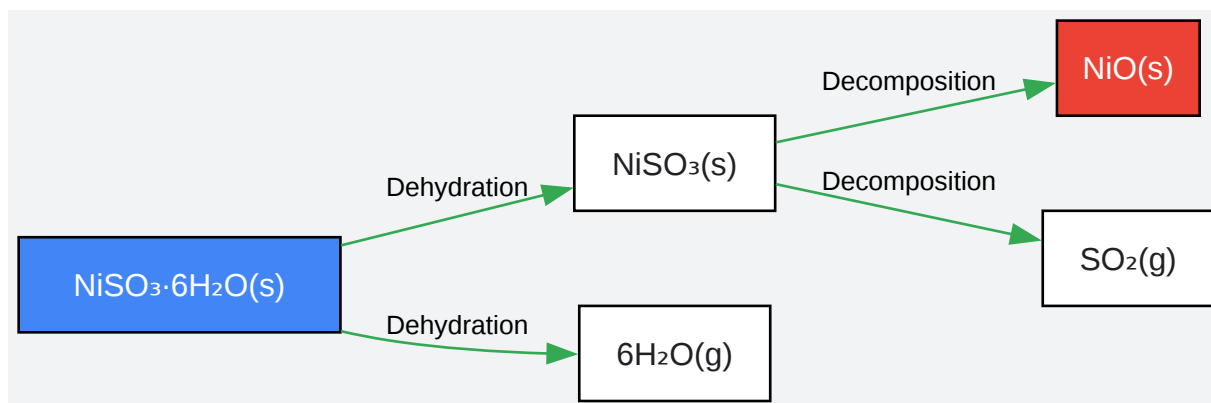 NiO(s)
Decomposition
NiSO₃(s)
Decomposition
Dehydration
SO₂(g)
NiSO₃·6H₂O(s)
Dehydration
6H₂O(g)